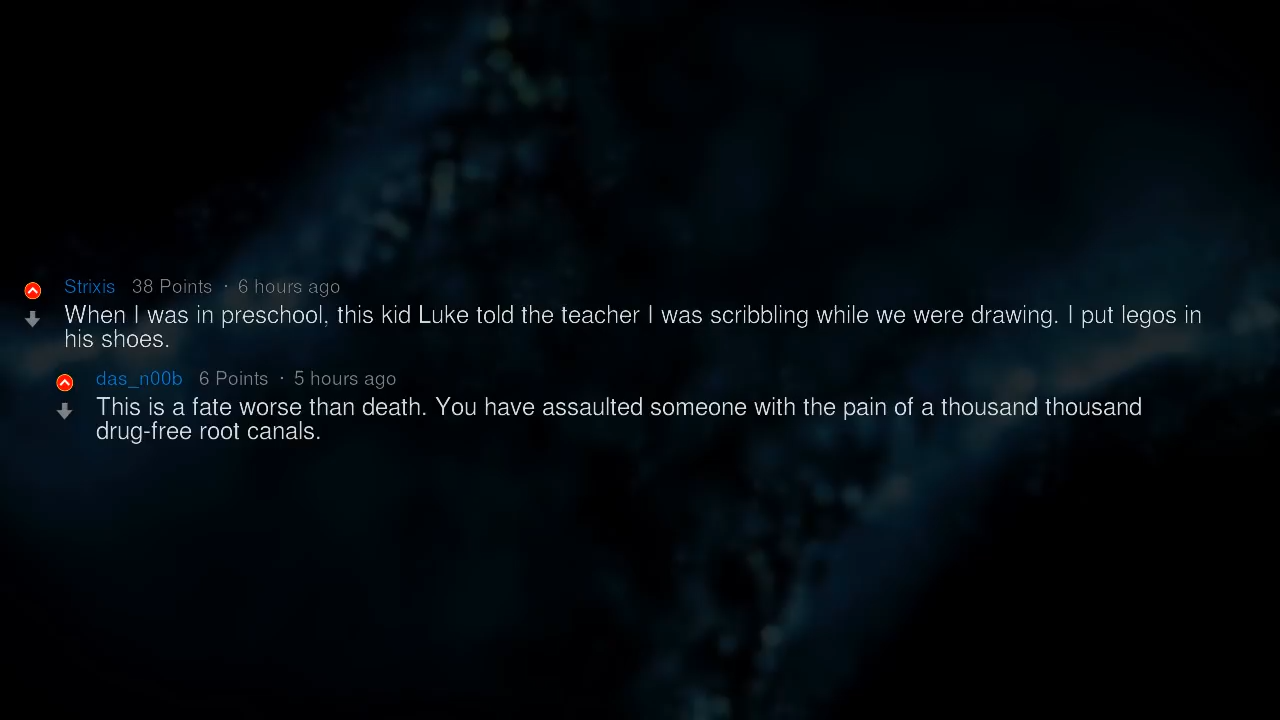 Strixis 38 Points · 6 hours ago
When I was in preschool, this kid Luke told the teacher I was scribbling while we were drawing. I put legos in
his shoes.
das_n00b 6 Points · 5 hours ago
This is a fate worse than death. You have assaulted someone with the pain of a thousand thousand
drug-free root canals.